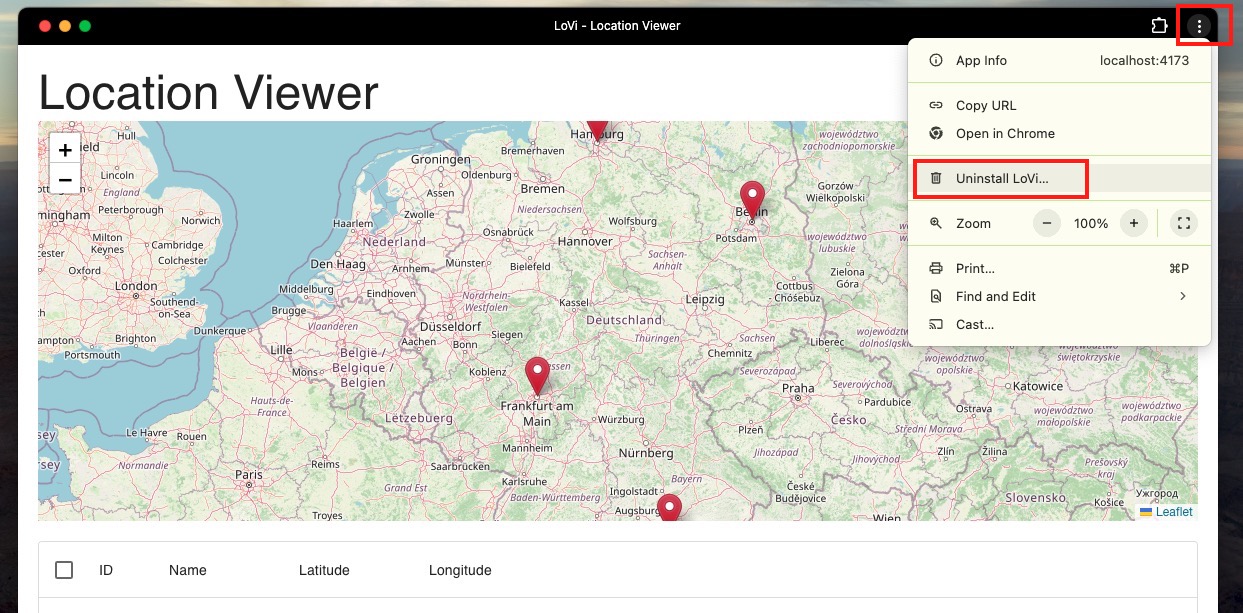 LoVi - Location Viewer
App Info localhost:4173
Copy URL
Open in Chrome
Uninstall LoVi...
Zoom − 100% +
Print... ⌘P
Find and Edit
Cast...
Location Viewer
+
−
Hull
Lincoln
England
Peterborough
Norwich
Milton
Keynes
Cambridge
Colchester
Oxford
London
Southend-
on-Sea
Brighton
Portsmouth
Groningen
Assen
Zwolle
Haarlem
Nederland
Den Haag
Arnhem
Middelburg
Eindhoven
Brugge
Dunkerque
Vlaanderen
Lille
België /
Belgique /
Belgien
Mons
Hauts-de-
France
Le Havre
Rouen
Normandie
Reims
Paris
Grand Est
Troyes
Lëtzebuerg
Hamburg
Bremerhaven
Oldenburg
Bremen
Niedersachsen
Wolfsburg
Osnabrück
Hannover
Münster
Bielefeld
Berlin
Potsdam
Sachsen-
Anhalt
Nordrhein-
Westfalen
Kassel
Leipzig
Cottbus
- Chóśebuz
Düsseldorf
Deutschland
Aachen
Bonn
Siegen
Thüringen
Sachsen
Chemnitz
Koblenz
Frankfurt am
Main
Würzburg
Mannheim
Saarbrücken
Nürnberg
Karlsruhe
Baden-Württemberg
Ingolstadt
Bayern
Augsburg
województwo
zachodniopomorskie
Gorzów
Wielkopolski
województwo
lubuskie
Zielona
Góra
Liberec
województwo
dolnośląskie
Severozápad
Praha
Severovýchod
Pardubice
Plzeň
Česko
Střední Morava
Jihozápad
Jihovýchod
České
Budějovice
Wien
województwo
opolskie
województwo
świętokrzyskie
Katowice
Ostrava
województwo
małopolskie
województwo
podkarpackie
Zlín
Žilina
Prešovský
kraj
Slovensko
Košice
Ужгород
Leaflet
ID Name Latitude Longitude